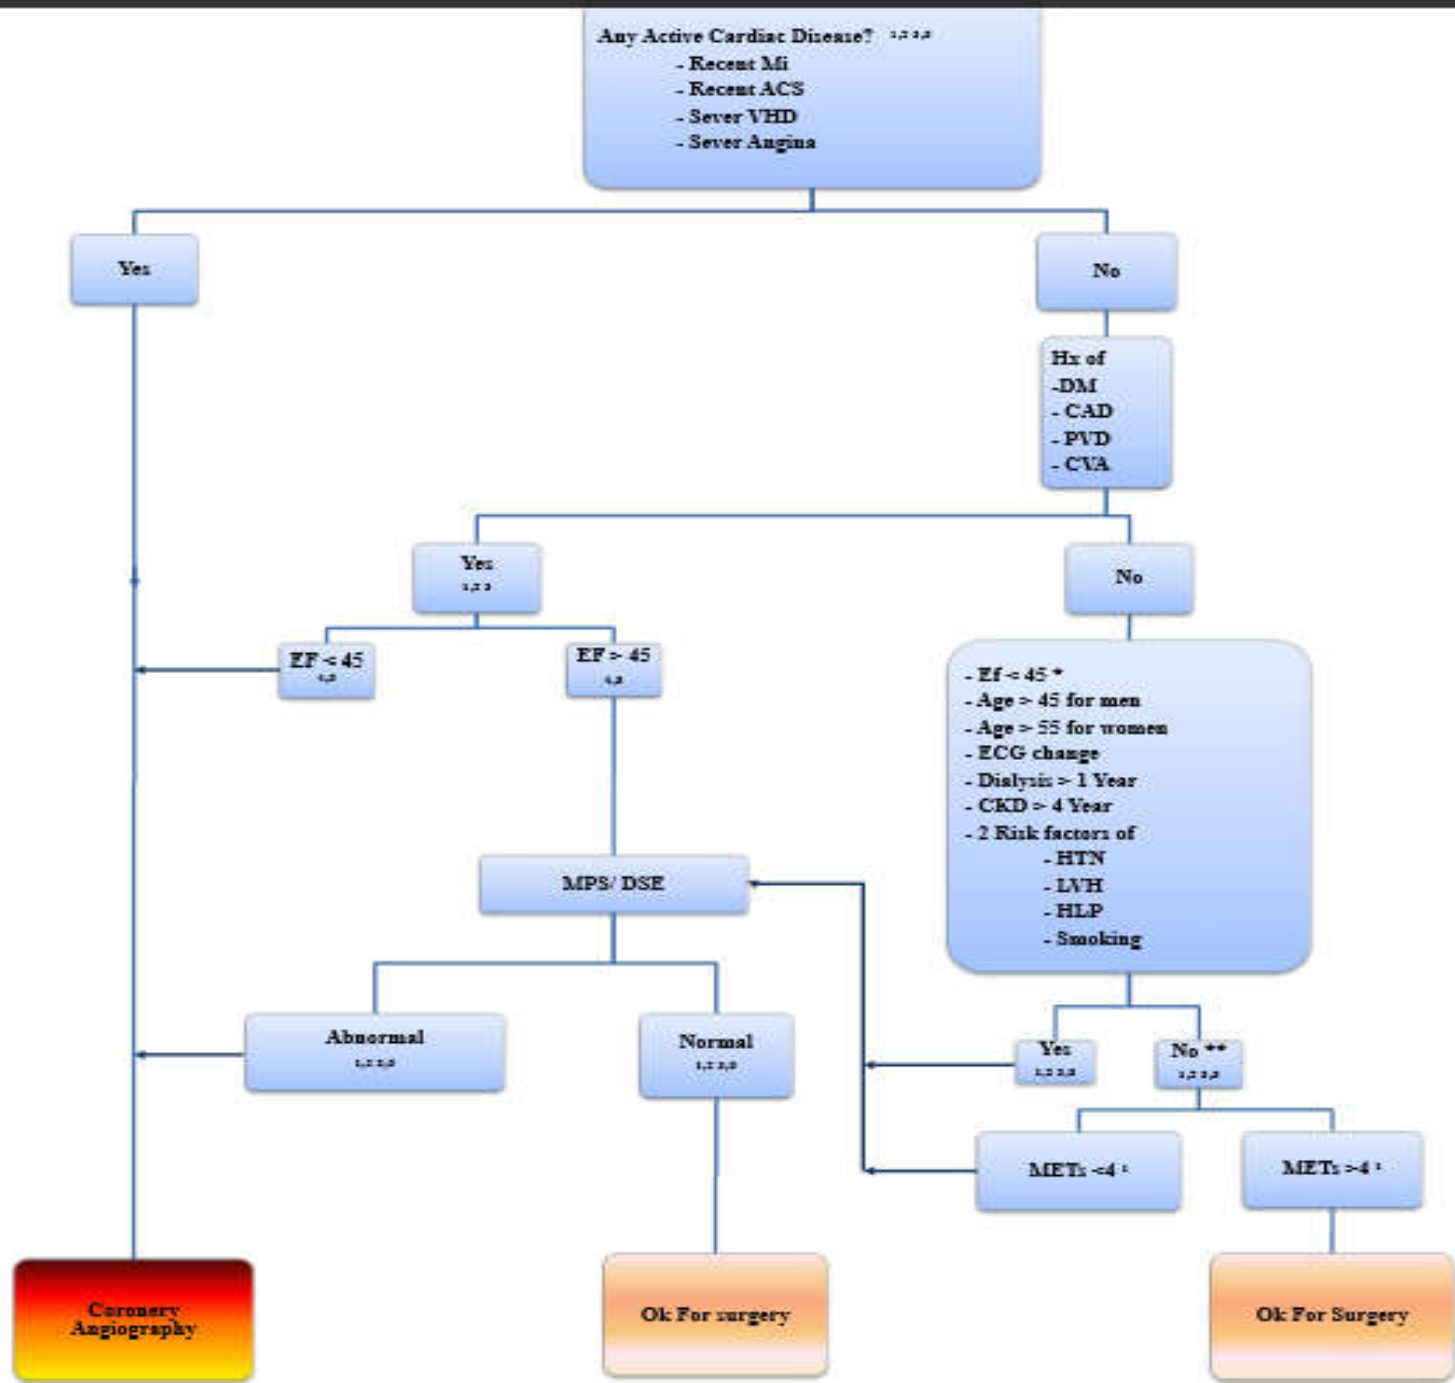 Any Active Cardiac Disease?
- Recent Mi
- Recent ACS
- Sever VHD
- Sever Angina
Yes
No
Hx of
-DM
- CAD
- PVD
- CVA
Yes
No
EF < 45
EF > 45
- Ef < 45 *
- Age > 45 for men
- Age > 55 for women
- ECG change
- Dialysis > 1 Year
- CKD > 4 Year
- 2 Risk factors of
- HTN
- LVH
- HLP
- Smoking
MPS/ DSE
Abnormal
Normal
Yes
No **
METs <4
METs >4
Coronery
Angiography
Ok For surgery
Ok For Surgery